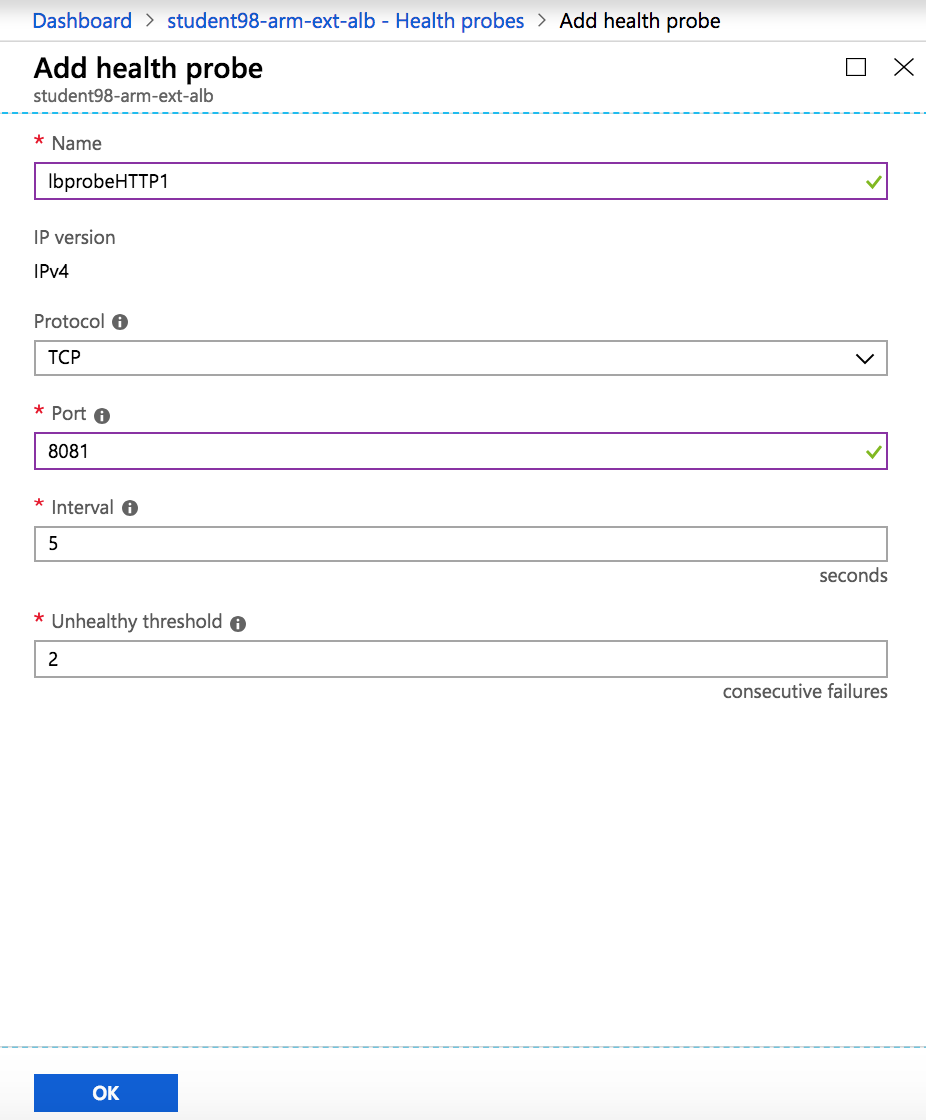 Dashboard > student98-arm-ext-alb - Health probes > Add health probe
Add health probe
student98-arm-ext-alb
* Name
lbprobeHTTP1
IP version
IPv4
Protocol
TCP
* Port
8081
* Interval
5
seconds
* Unhealthy threshold
2
consecutive failures
OK